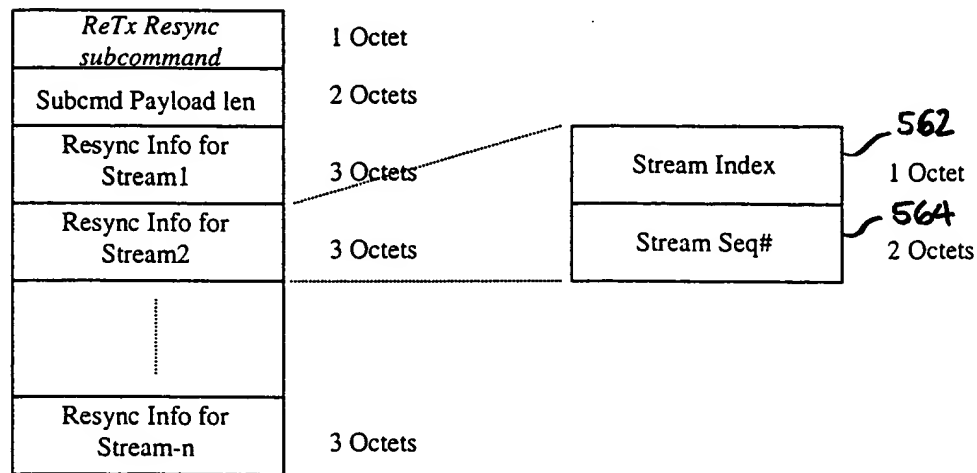 ReTx Resync
subcommand
1 Octet
Subcmd Payload len
2 Octets
Resync Info for
Stream1
3 Octets
Resync Info for
Stream2
3 Octets
Resync Info for
Stream-n
3 Octets
562
Stream Index
1 Octet
564
Stream Seq#
2 Octets